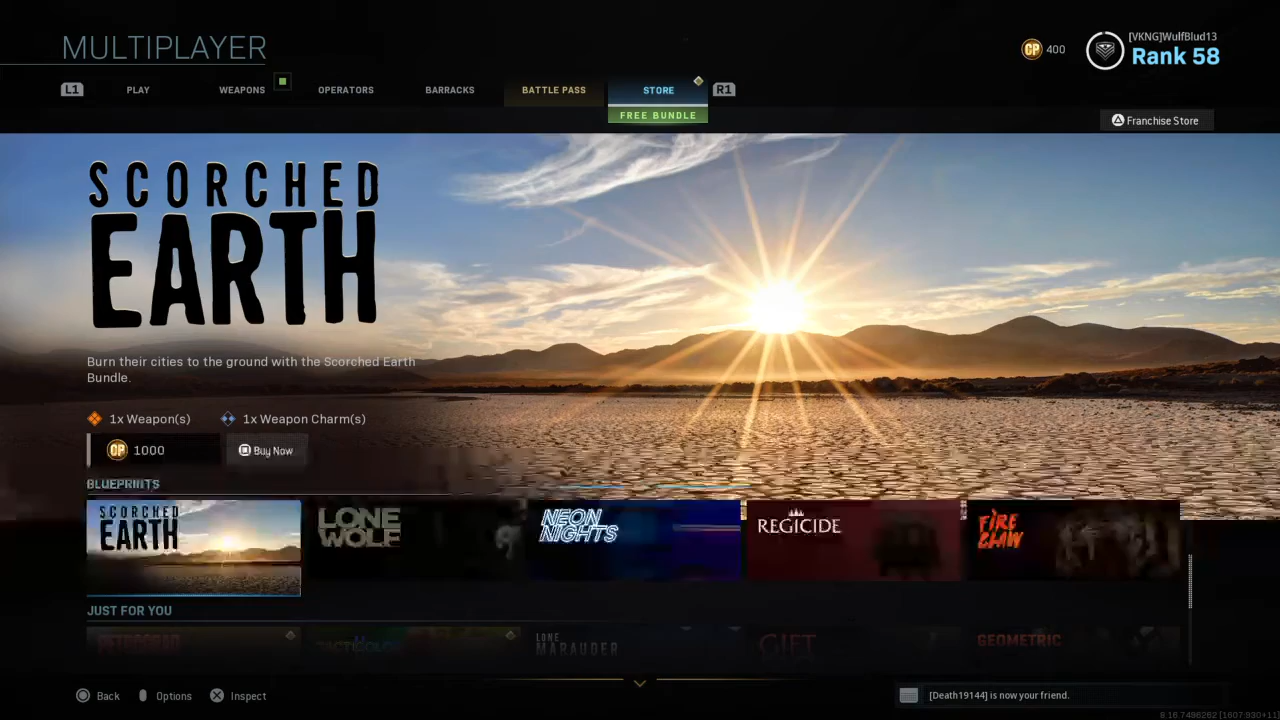 MULTIPLAYER
CP 400
[VKNG]WulfBlud13
Rank 58
L1 PLAY WEAPONS OPERATORS BARRACKS BATTLE PASS STORE R1
FREE BUNDLE
Franchise Store
SCORCHED
EARTH
Burn their cities to the ground with the Scorched Earth
Bundle.
1x Weapon(s) 1x Weapon Charm(s)
CP 1000 Buy Now
BLUEPRINTS
SCORCHED
EARTH
LONE
WOLF
NEON
NIGHTS
REGICIDE
FIRE
CLAW
JUST FOR YOU
PETROGRAD
LONE
MARAUDER
GIFT
GEOMETRIC
Back Options Inspect
[Death19144] is now your friend.